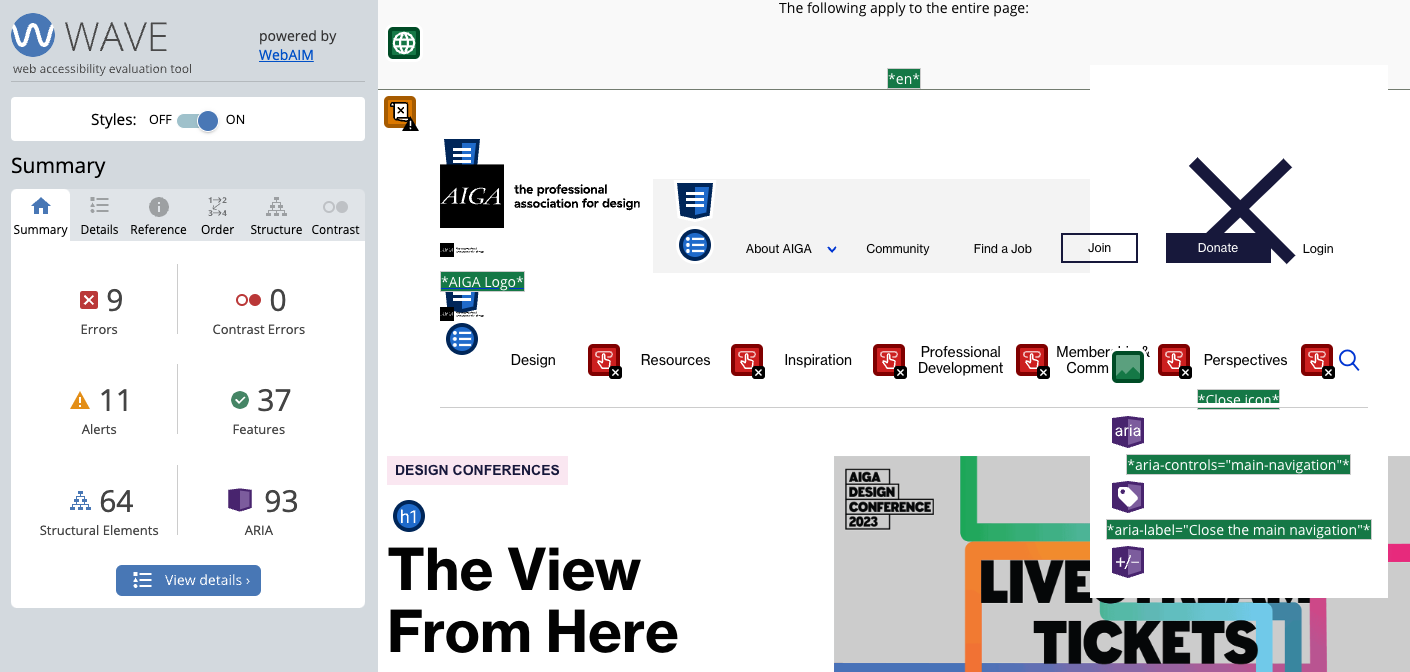 WAVE
web accessibility evaluation tool
powered by
WebAIM
Styles: OFF ON
Summary
Summary Details Reference Order Structure Contrast
9
Errors
0
Contrast Errors
11
Alerts
37
Features
64
Structural Elements
93
ARIA
View details ›
The following apply to the entire page:
*en*
AIGA
the professional
association for design
*AIGA Logo*
About AIGA Community Find a Job Join Donate Login
Design Resources Inspiration Professional Development Perspectives
*Close icon*
aria
*aria-controls="main-navigation"*
*aria-label="Close the main navigation"*
+/-
DESIGN CONFERENCES
h1
The View
From Here
AIGA
DESIGN
CONFERENCE
2023
LIVESTREAM
TICKETS